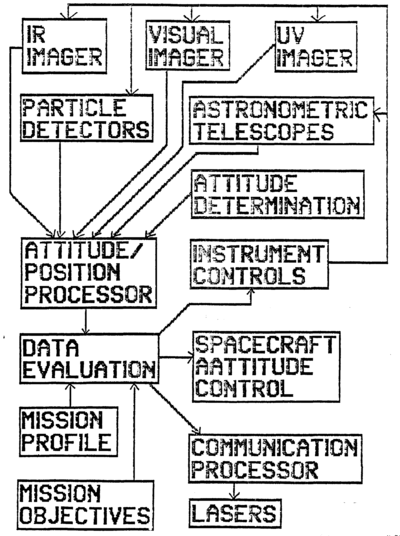 IR
IMAGER
VISUAL
IMAGER
UV
IMAGER
PARTICLE
DETECTORS
ASTRONOMETRIC
TELESCOPES
ATTITUDE
DETERMINATION
ATTITUDE/
POSITION
PROCESSOR
INSTRUMENT
CONTROLS
DATA
EVALUATION
SPACECRAFT
AATTITUDE
CONTROL
MISSION
PROFILE
COMMUNICATION
PROCESSOR
MISSION
OBJECTIVES
LASERS